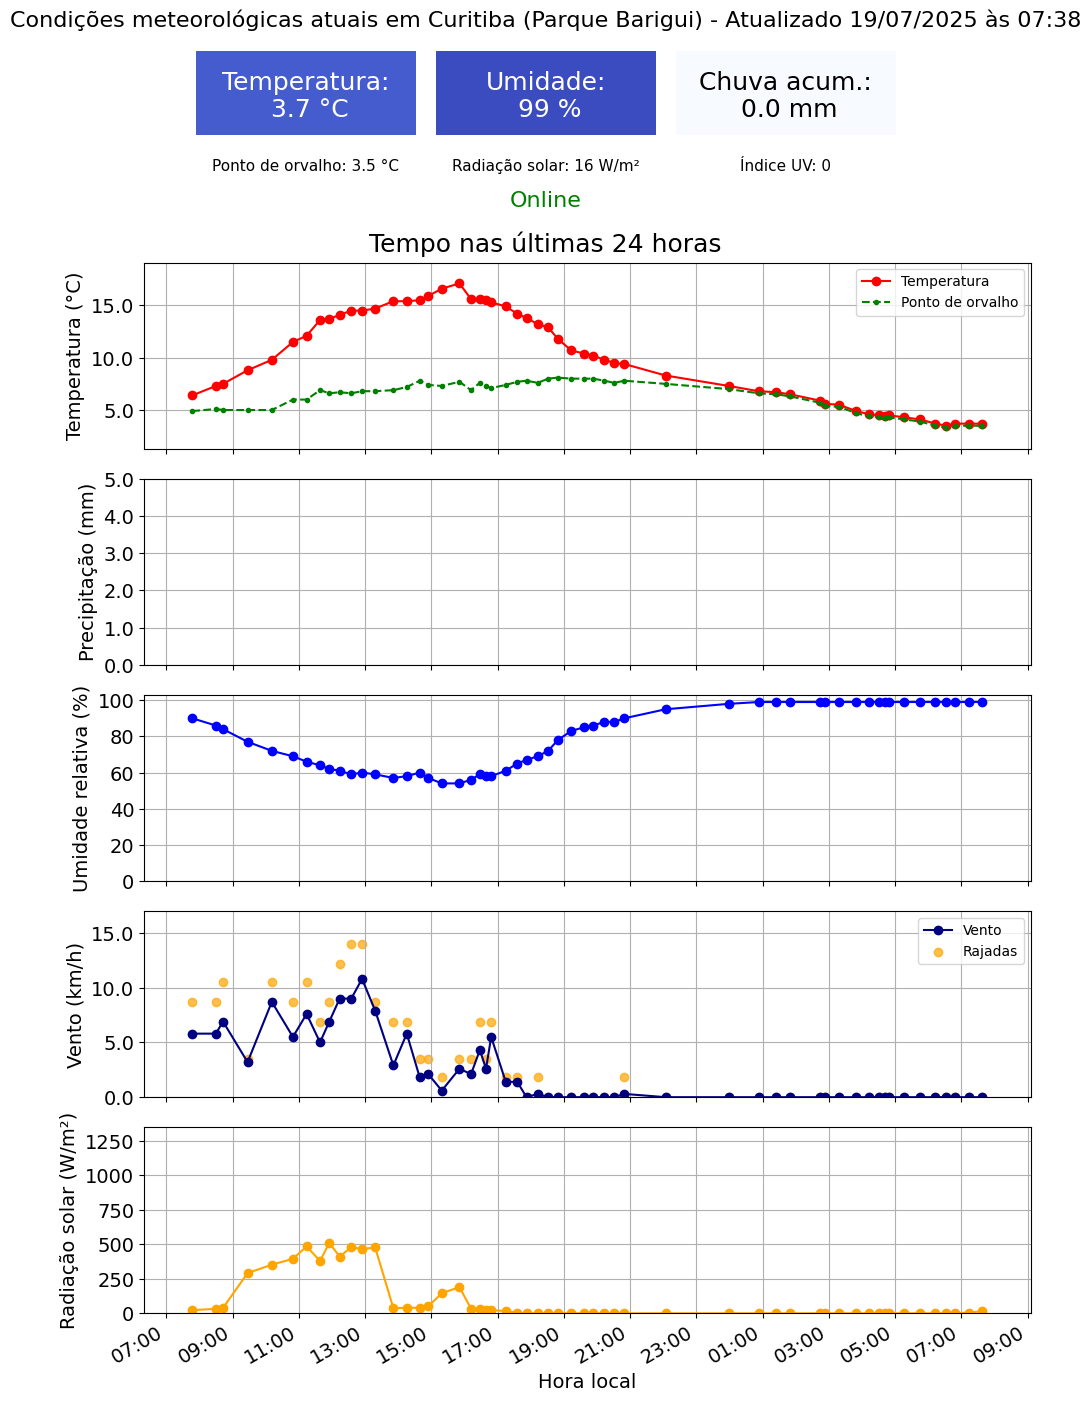 Condições meteorológicas atuais em Curitiba (Parque Barigui) - Atualizado 19/07/2025 às 07:38
Temperatura:
3.7 °C
Umidade:
99 %
Chuva acum.:
0.0 mm
Ponto de orvalho: 3.5 °C
Radiação solar: 16 W/m²
Índice UV: 0
Online
Tempo nas últimas 24 horas
Temperatura (°C)
15.0
10.0
5.0
Temperatura
Ponto de orvalho
Precipitação (mm)
5.0
4.0
3.0
2.0
1.0
0.0
Umidade relativa (%)
100
80
60
40
20
0
Vento (km/h)
15.0
10.0
5.0
0.0
Vento
Rajadas
Radiação solar (W/m²)
1250
1000
750
500
250
0
07:00
09:00
11:00
13:00
15:00
17:00
19:00
21:00
23:00
01:00
03:00
05:00
07:00
09:00
Hora local